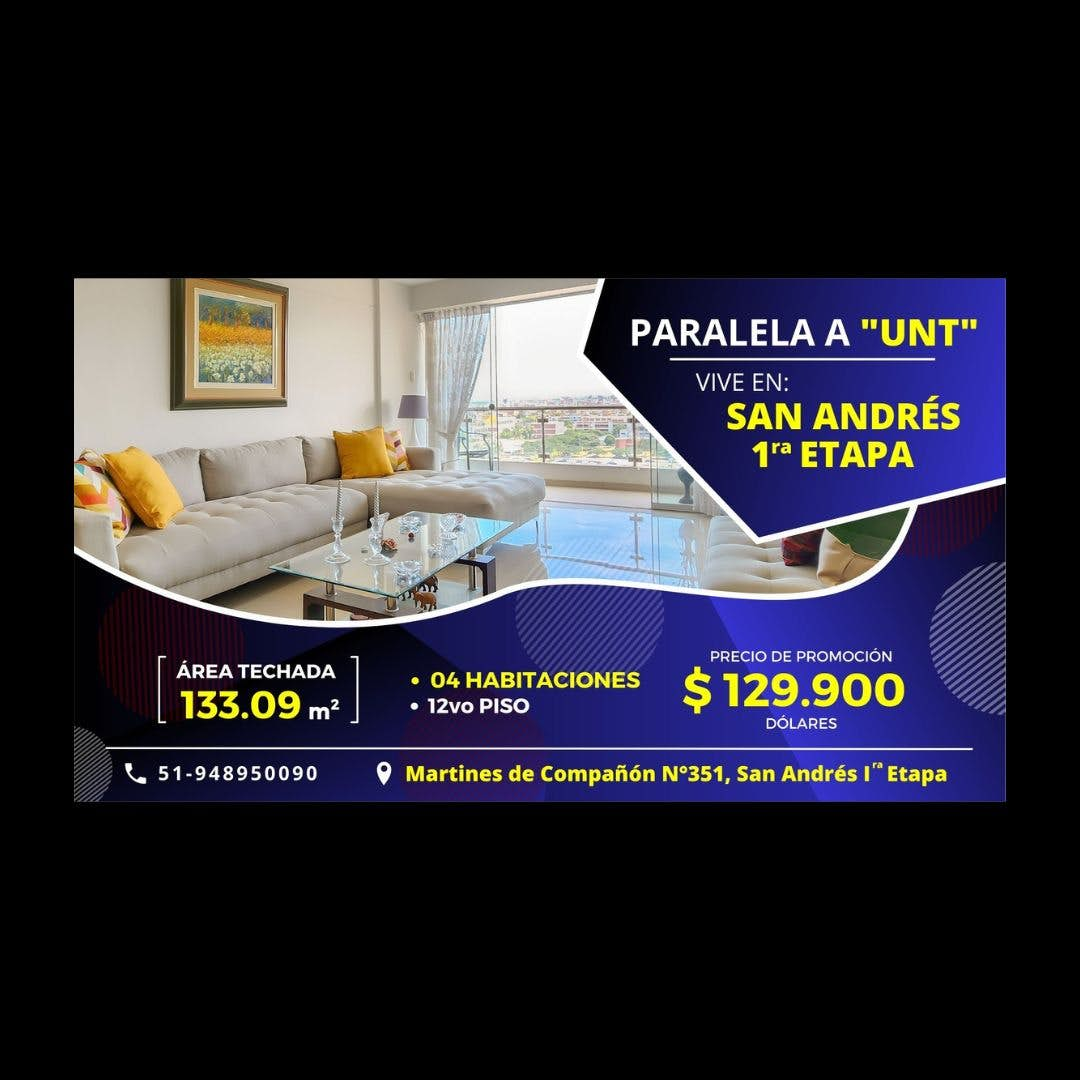 PARALELA A "UNT"
VIVE EN:
SAN ANDRÉS
1ra ETAPA
ÁREA TECHADA
133.09 m²
• 04 HABITACIONES
• 12vo PISO
PRECIO DE PROMOCIÓN
$ 129.900
DÓLARES
51-948950090
Martines de Compañón N°351, San Andrés Ira Etapa